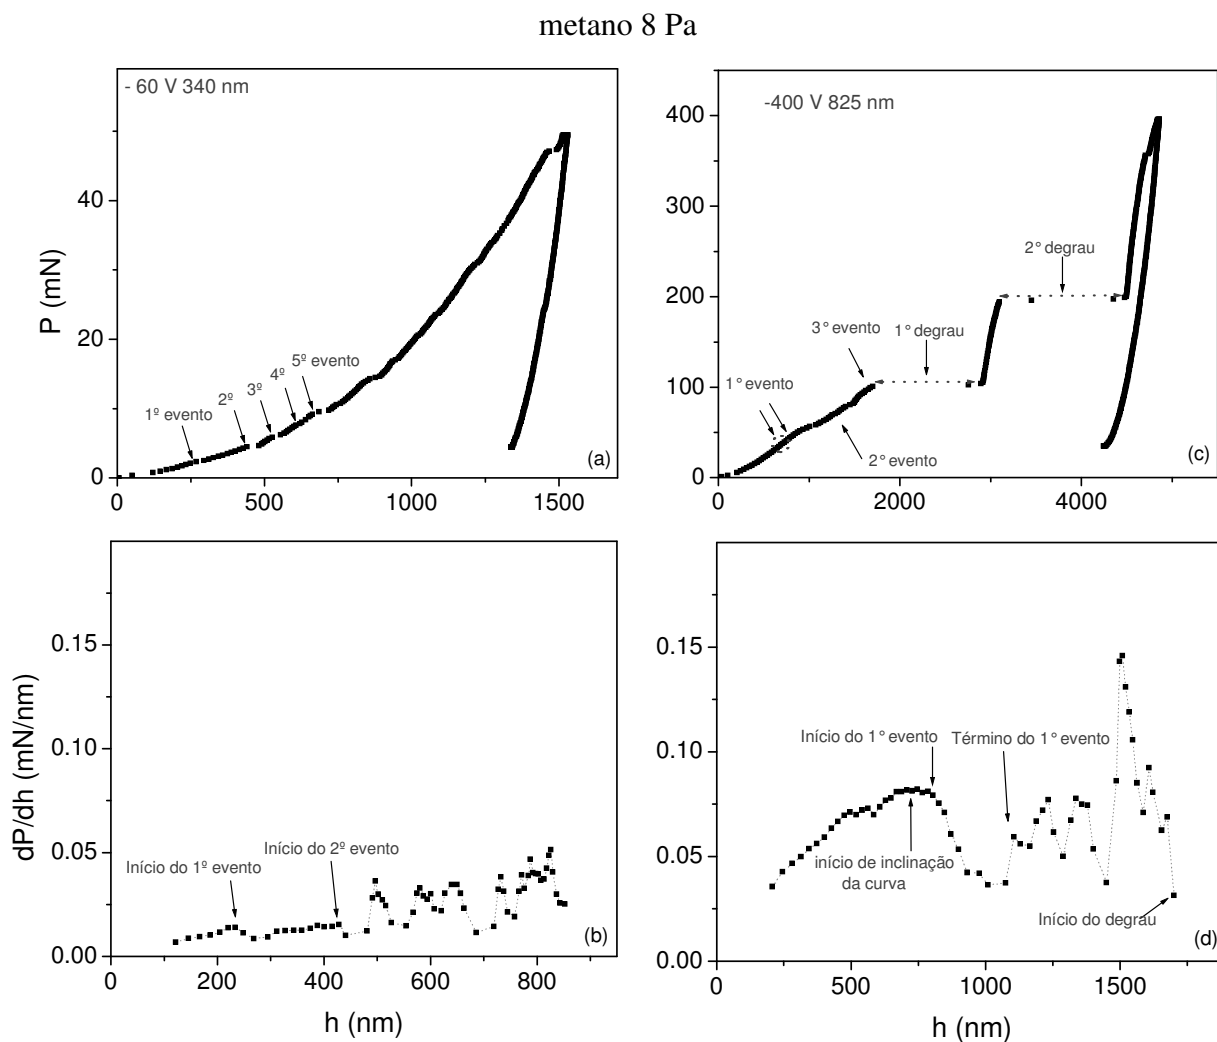 metano 8 Pa
- 60 V 340 nm
P (mN)
40
20
0
1º evento
2º
3º
4º
5º evento
(a)
0
500
1000
1500
-400 V 825 nm
400
300
200
100
0
1° evento
2° evento
3° evento
1° degrau
2° degrau
(c)
0
2000
4000
dP/dh (mN/nm)
0.15
0.10
0.05
0.00
Início do 1º evento
Início do 2º evento
(b)
0
200
400
600
800
h (nm)
0.15
0.10
0.05
0.00
Início do 1° evento
Término do 1° evento
início de inclinação
da curva
Início do degrau
(d)
0
500
1000
1500
h (nm)